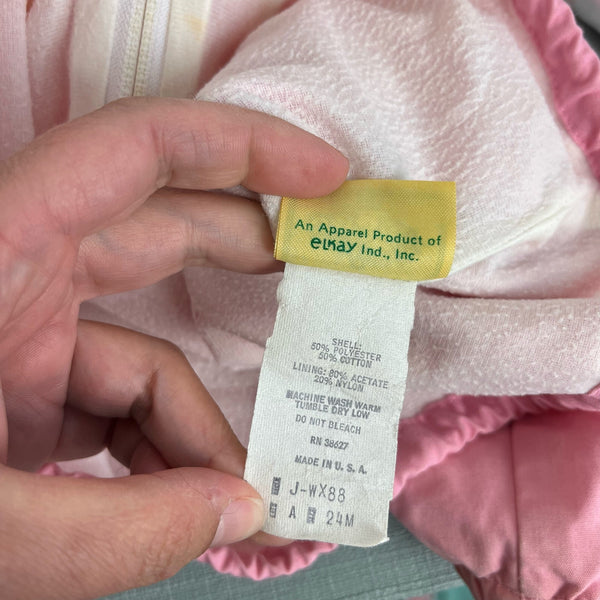 An Apparel Product of
elkay Ind., Inc.
SHELL:
50% POLYESTER
50% COTTON
LINING: 80% ACETATE
20% NYLON
MACHINE WASH WARM
TUMBLE DRY LOW
DO NOT BLEACH
RN 38627
MADE IN U. S. A.
J-WX88
A 24M